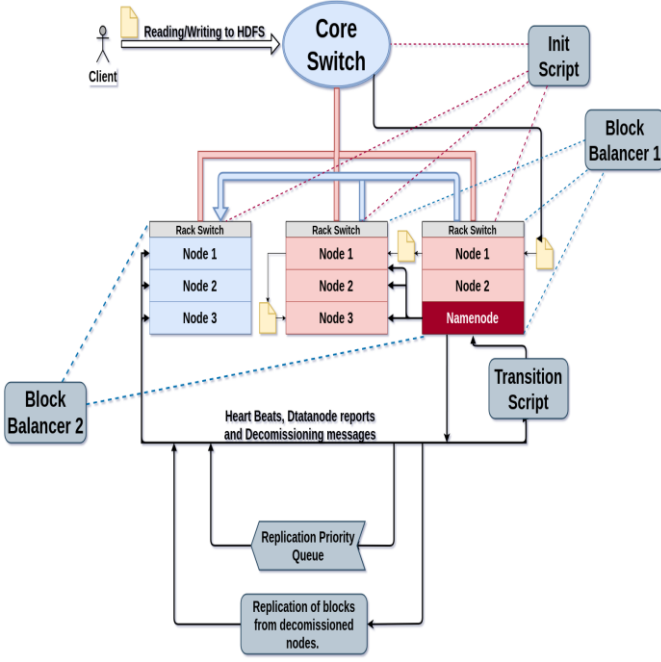 Reading/Writing to HDFS
Client
Core
Switch
Init
Script
Block
Balancer 1
Rack Switch
Node 1
Node 2
Node 3
Rack Switch
Node 1
Node 2
Node 3
Rack Switch
Node 1
Node 2
Namenode
Block
Balancer 2
Transition
Script
Heart Beats, Dtatanode reports
and Decomissioning messages
Replication Priority
Queue
Replication of blocks
from decomissioned
nodes.